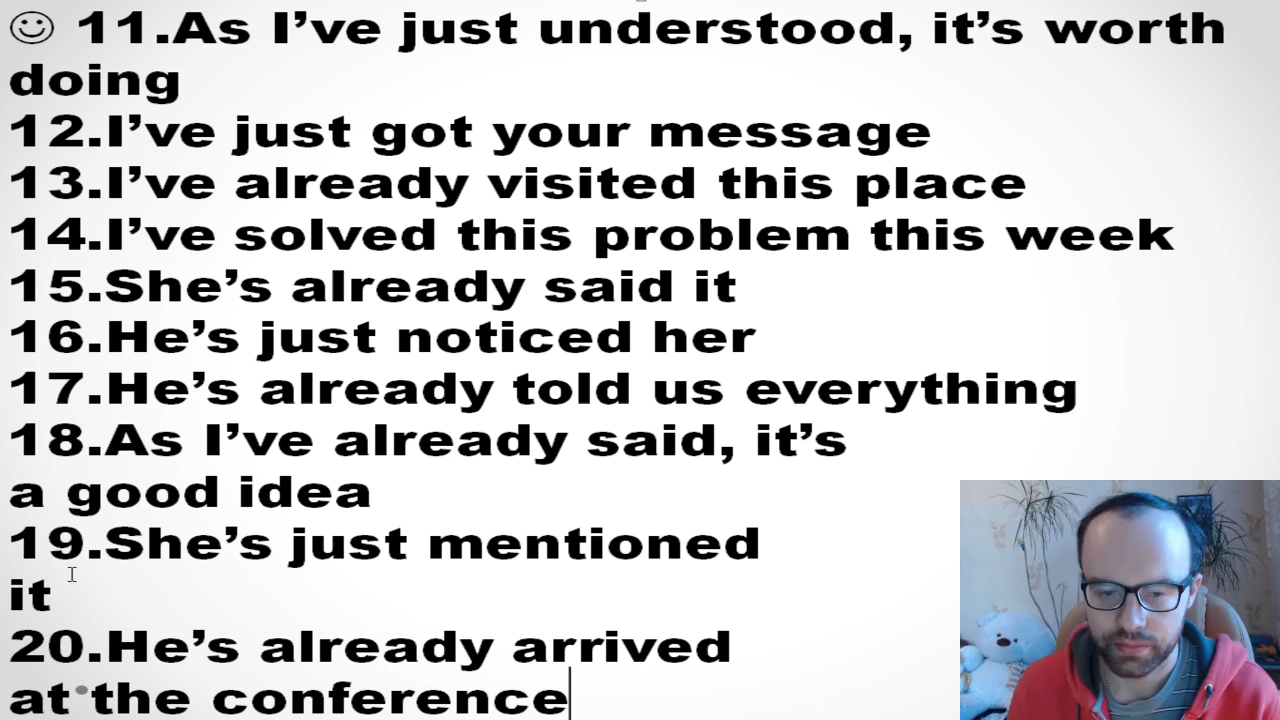 ☺ 11.As I’ve just understood, it’s worth
doing
12.I’ve just got your message
13.I’ve already visited this place
14.I’ve solved this problem this week
15.She’s already said it
16.He’s just noticed her
17.He’s already told us everything
18.As I’ve already said, it’s
a good idea
19.She’s just mentioned
it
20.He’s already arrived
at the conference